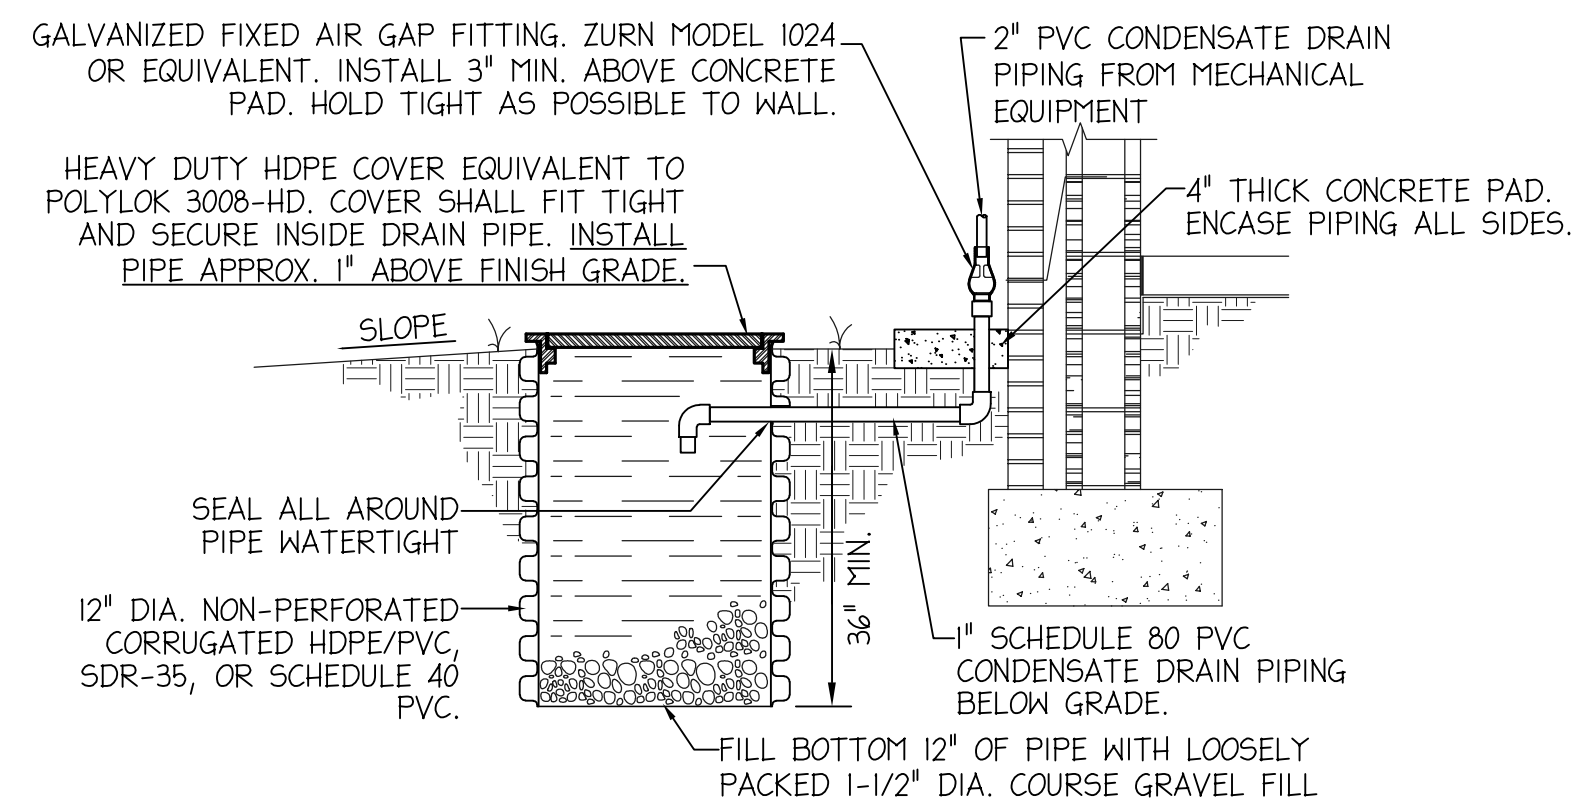 GALVANIZED FIXED AIR GAP FITTING. ZURN MODEL 1024
OR EQUIVALENT. INSTALL 3" MIN. ABOVE CONCRETE
PAD. HOLD TIGHT AS POSSIBLE TO WALL.
2" PVC CONDENSATE DRAIN
PIPING FROM MECHANICAL
EQUIPMENT
HEAVY DUTY HDPE COVER EQUIVALENT TO
POLYLOK 3008-HD. COVER SHALL FIT TIGHT
AND SECURE INSIDE DRAIN PIPE. INSTALL
PIPE APPROX. 1" ABOVE FINISH GRADE.
4" THICK CONCRETE PAD.
ENCASE PIPING ALL SIDES.
SLOPE
SEAL ALL AROUND
PIPE WATERTIGHT
36" MIN.
12" DIA. NON-PERFORATED
CORRUGATED HDPE/PVC,
SDR-35, OR SCHEDULE 40
PVC.
1" SCHEDULE 80 PVC
CONDENSATE DRAIN PIPING
BELOW GRADE.
FILL BOTTOM 12" OF PIPE WITH LOOSELY
PACKED 1-1/2" DIA. COURSE GRAVEL FILL